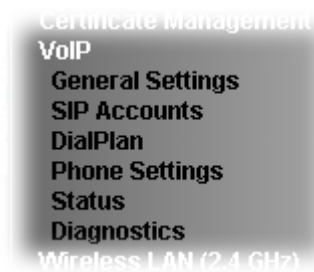 Certificate Management
VoIP
General Settings
SIP Accounts
DialPlan
Phone Settings
Status
Diagnostics
Wireless LAN (2.4 GHz)